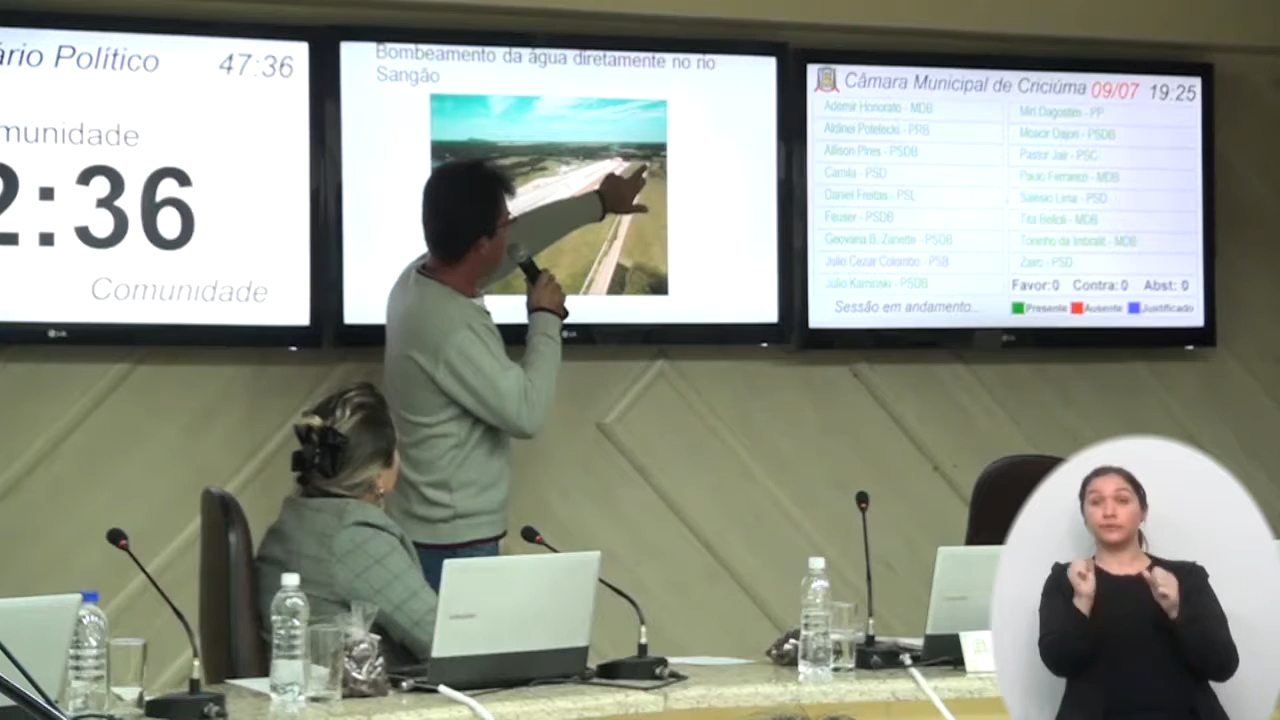 ário Político
47:36
munidade
2:36
Comunidade
Bombeamento da água diretamente no rio
Sangão
Câmara Municipal de Criciúma 09/07 19:25
Ademir Honorato - MDB
Aldinei Potelecki - PRB
Allison Pires - PSDB
Camila - PSD
Daniel Freitas - PSL
Feuser - PSDB
Geovana B. Zanette - PSDB
Julio Cezar Colombo - PSB
Julio Kaminski - PSDB
Miri Dagostim - PP
Moacir Dajori - PSDB
Pastor Jair - PSC
Paulo Ferrarezi - MDB
Salésio Lima - PSD
Tita Belloli - MDB
Toninho da Imbralit - MDB
Zairo - PSD
Favor:0 Contra: 0 Abst: 0
Sessão em andamento...
Presente Ausente Justificado
LG
LG